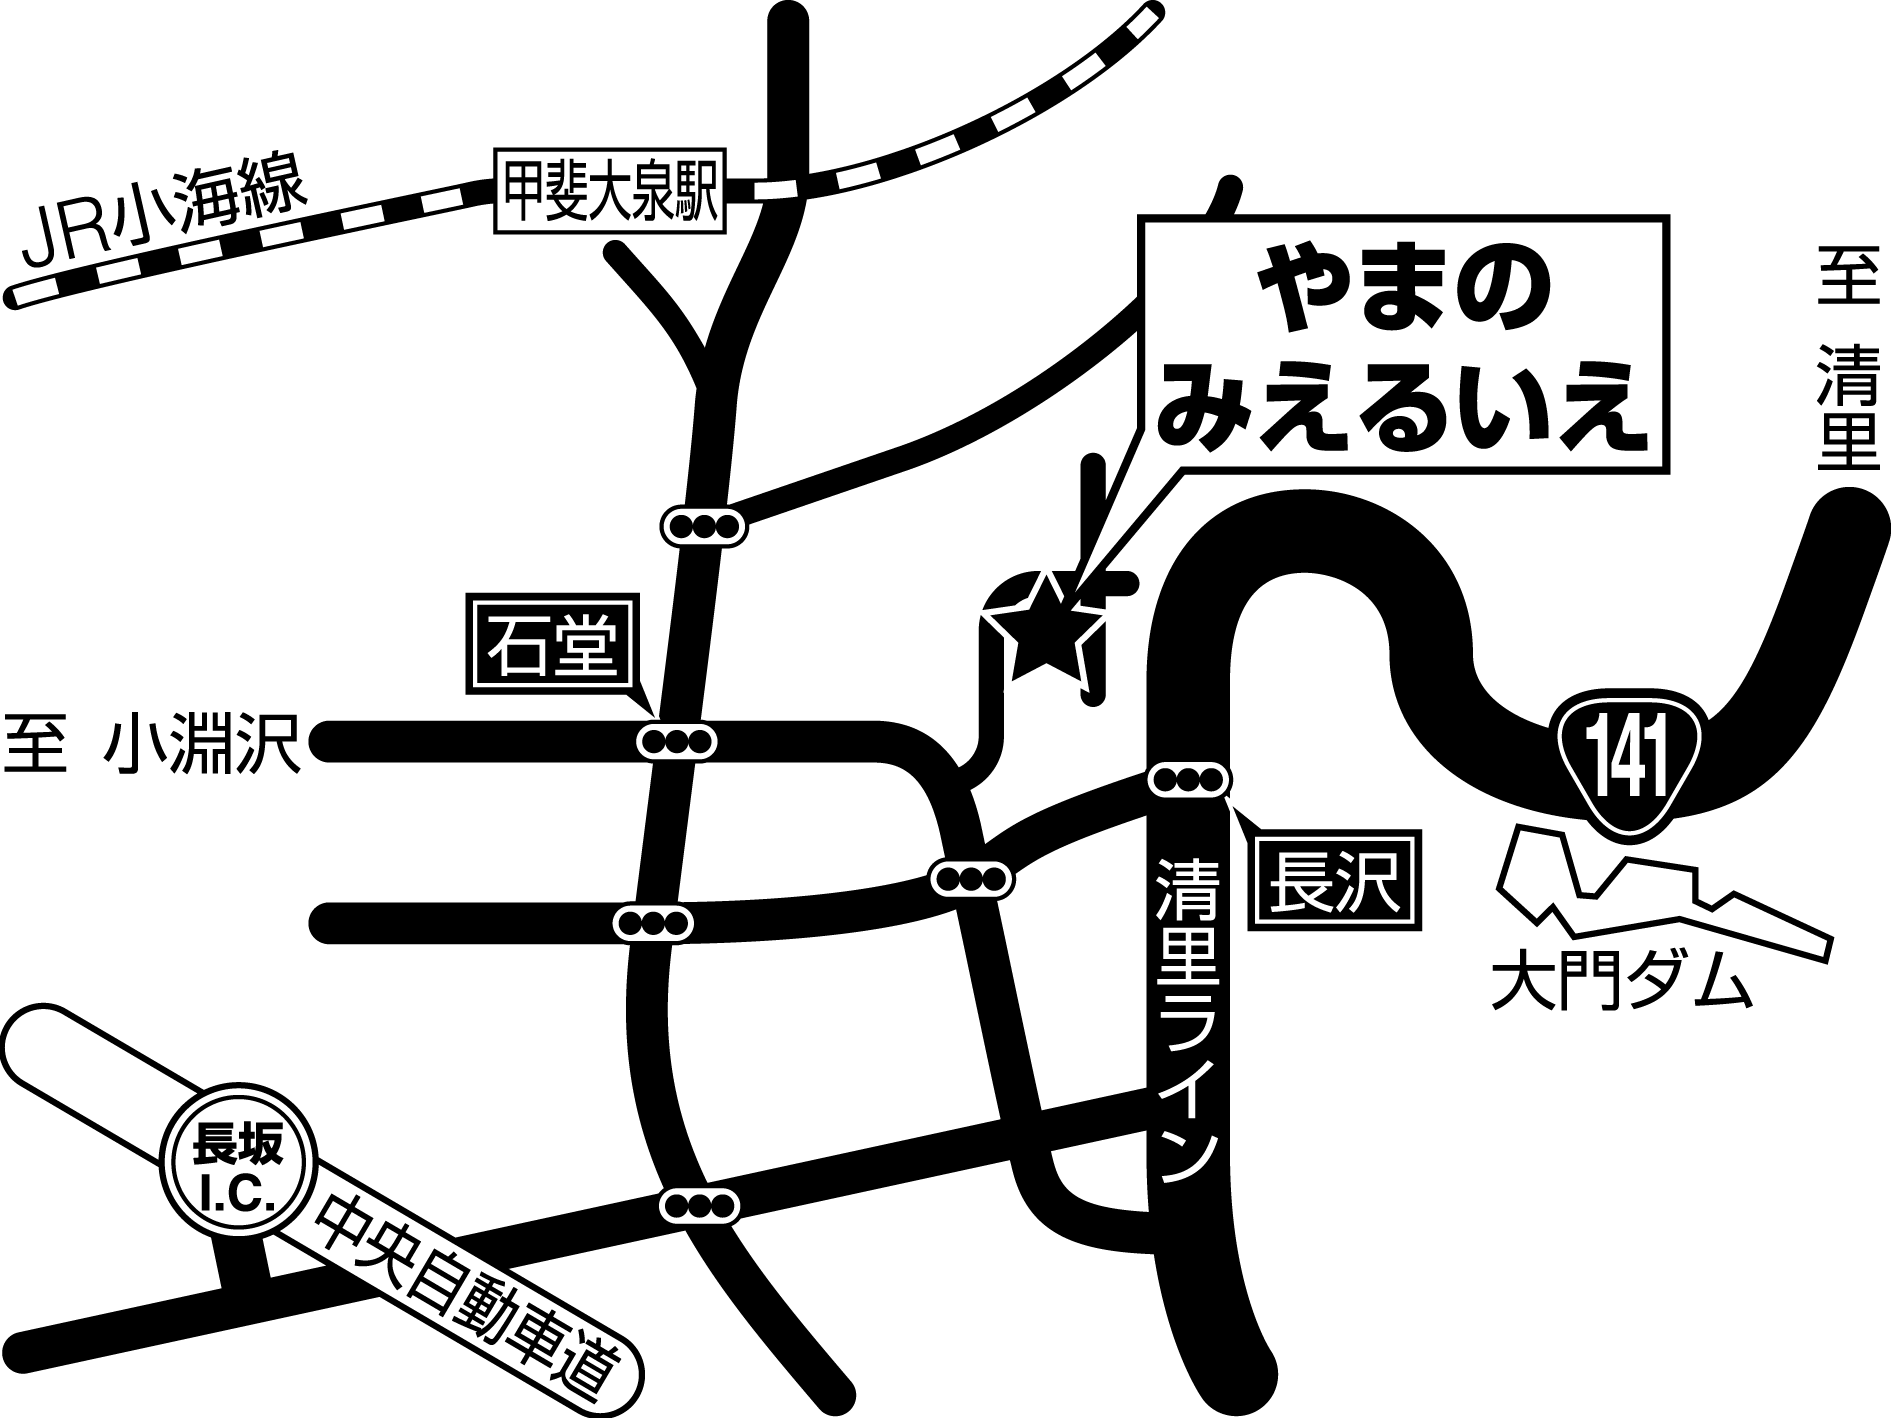 JR小海線
甲斐大泉駅
やまの
みえるいえ
至 清里
石堂
至 小淵沢
141
長沢
清里ライン
大門ダム
長坂
I.C.
中央自動車道